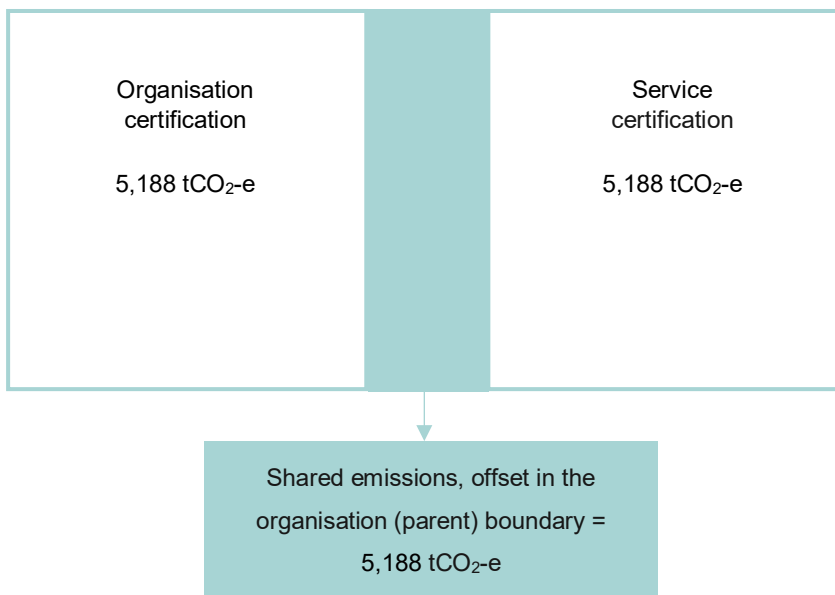 Organisation
certification
5,188 tCO₂-e
Service
certification
5,188 tCO₂-e
Shared emissions, offset in the
organisation (parent) boundary =
5,188 tCO₂-e